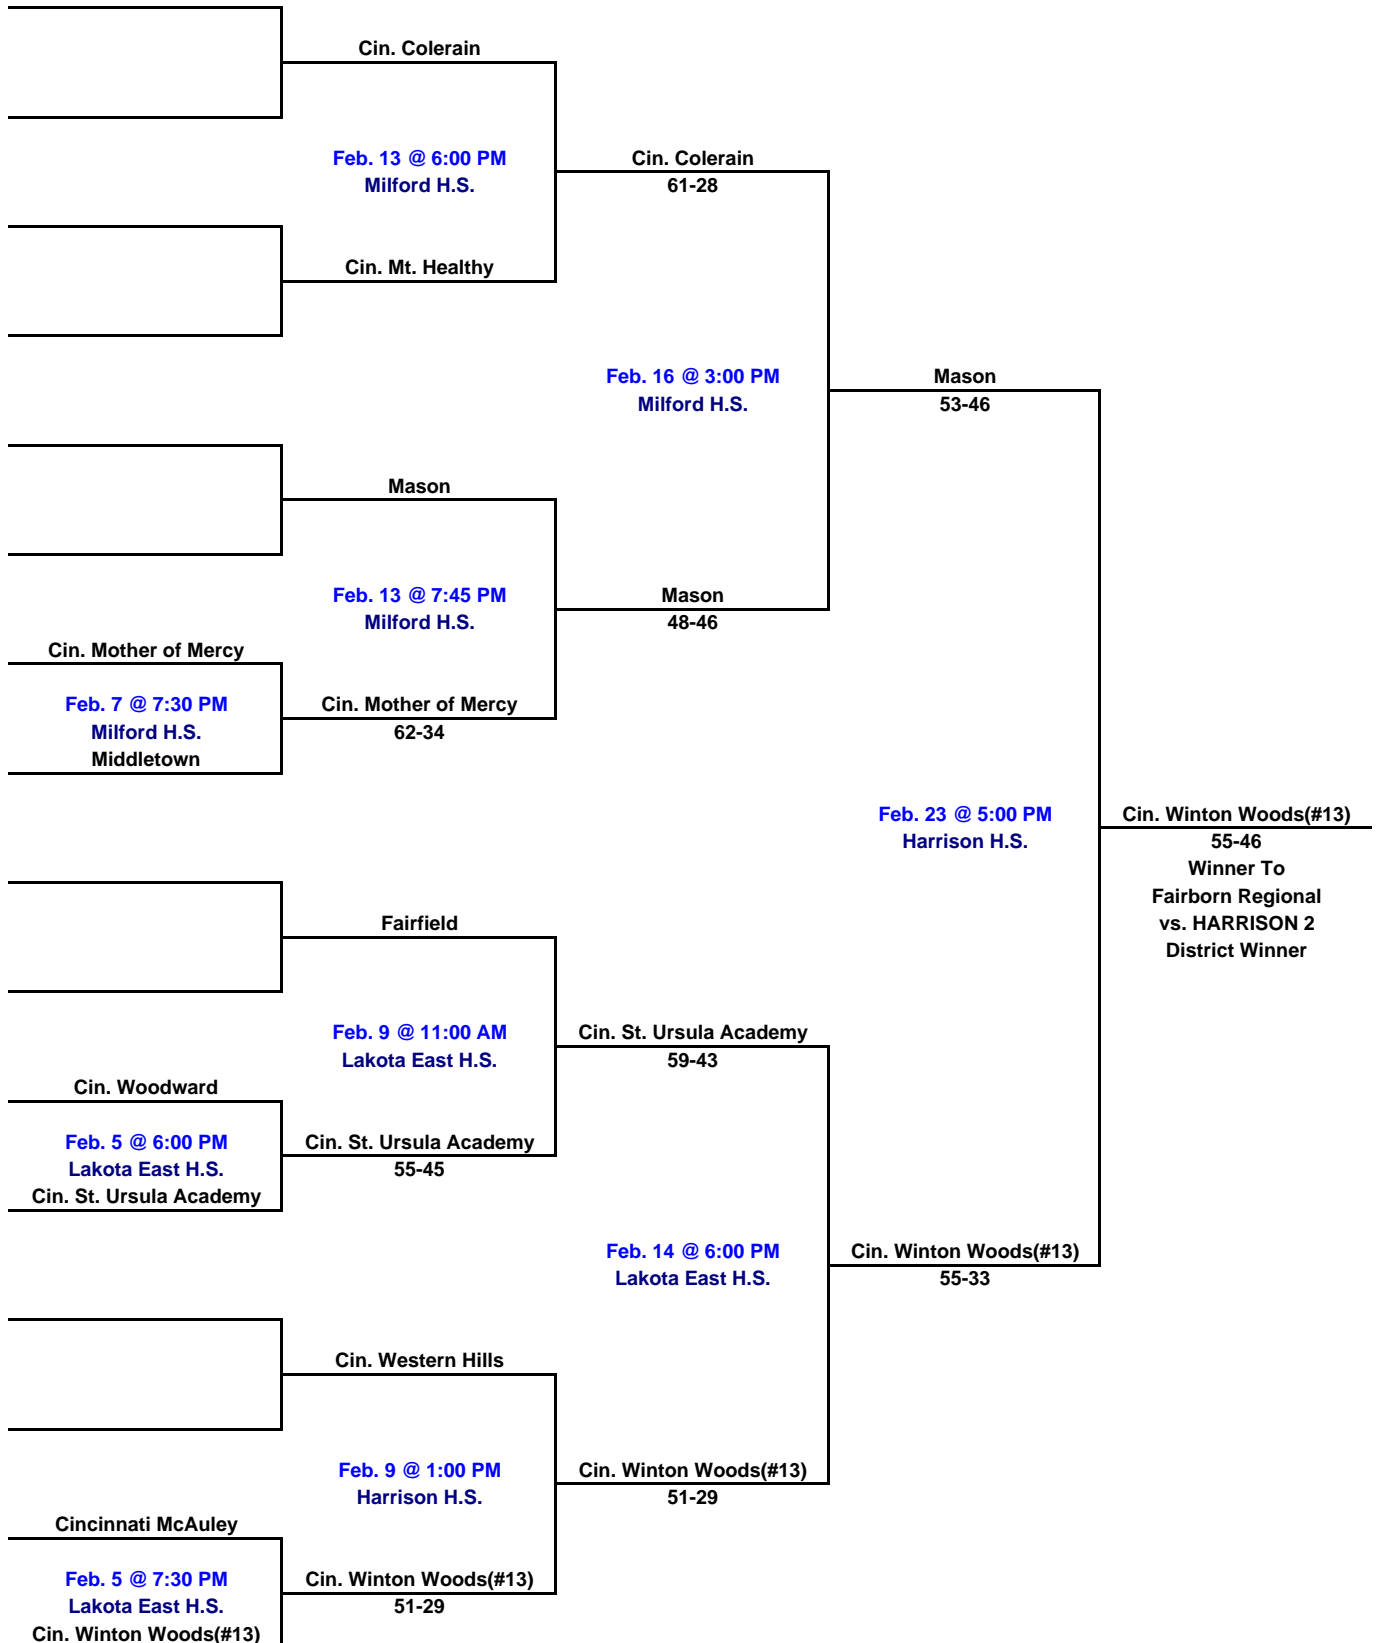 Cin. Colerain
Feb. 13 @ 6:00 PM
Milford H.S.
Cin. Colerain
61-28
Cin. Mt. Healthy
Feb. 16 @ 3:00 PM
Milford H.S.
Mason
53-46
Mason
Feb. 13 @ 7:45 PM
Milford H.S.
Mason
48-46
Cin. Mother of Mercy
Feb. 7 @ 7:30 PM
Milford H.S.
Middletown
Cin. Mother of Mercy
62-34
Feb. 23 @ 5:00 PM
Harrison H.S.
Cin. Winton Woods(#13)
55-46
Winner To
Fairborn Regional
vs. HARRISON 2
District Winner
Fairfield
Feb. 9 @ 11:00 AM
Lakota East H.S.
Cin. St. Ursula Academy
59-43
Cin. Woodward
Feb. 5 @ 6:00 PM
Lakota East H.S.
Cin. St. Ursula Academy
Cin. St. Ursula Academy
55-45
Feb. 14 @ 6:00 PM
Lakota East H.S.
Cin. Winton Woods(#13)
55-33
Cin. Western Hills
Feb. 9 @ 1:00 PM
Harrison H.S.
Cin. Winton Woods(#13)
51-29
Cincinnati McAuley
Feb. 5 @ 7:30 PM
Lakota East H.S.
Cin. Winton Woods(#13)
Cin. Winton Woods(#13)
51-29